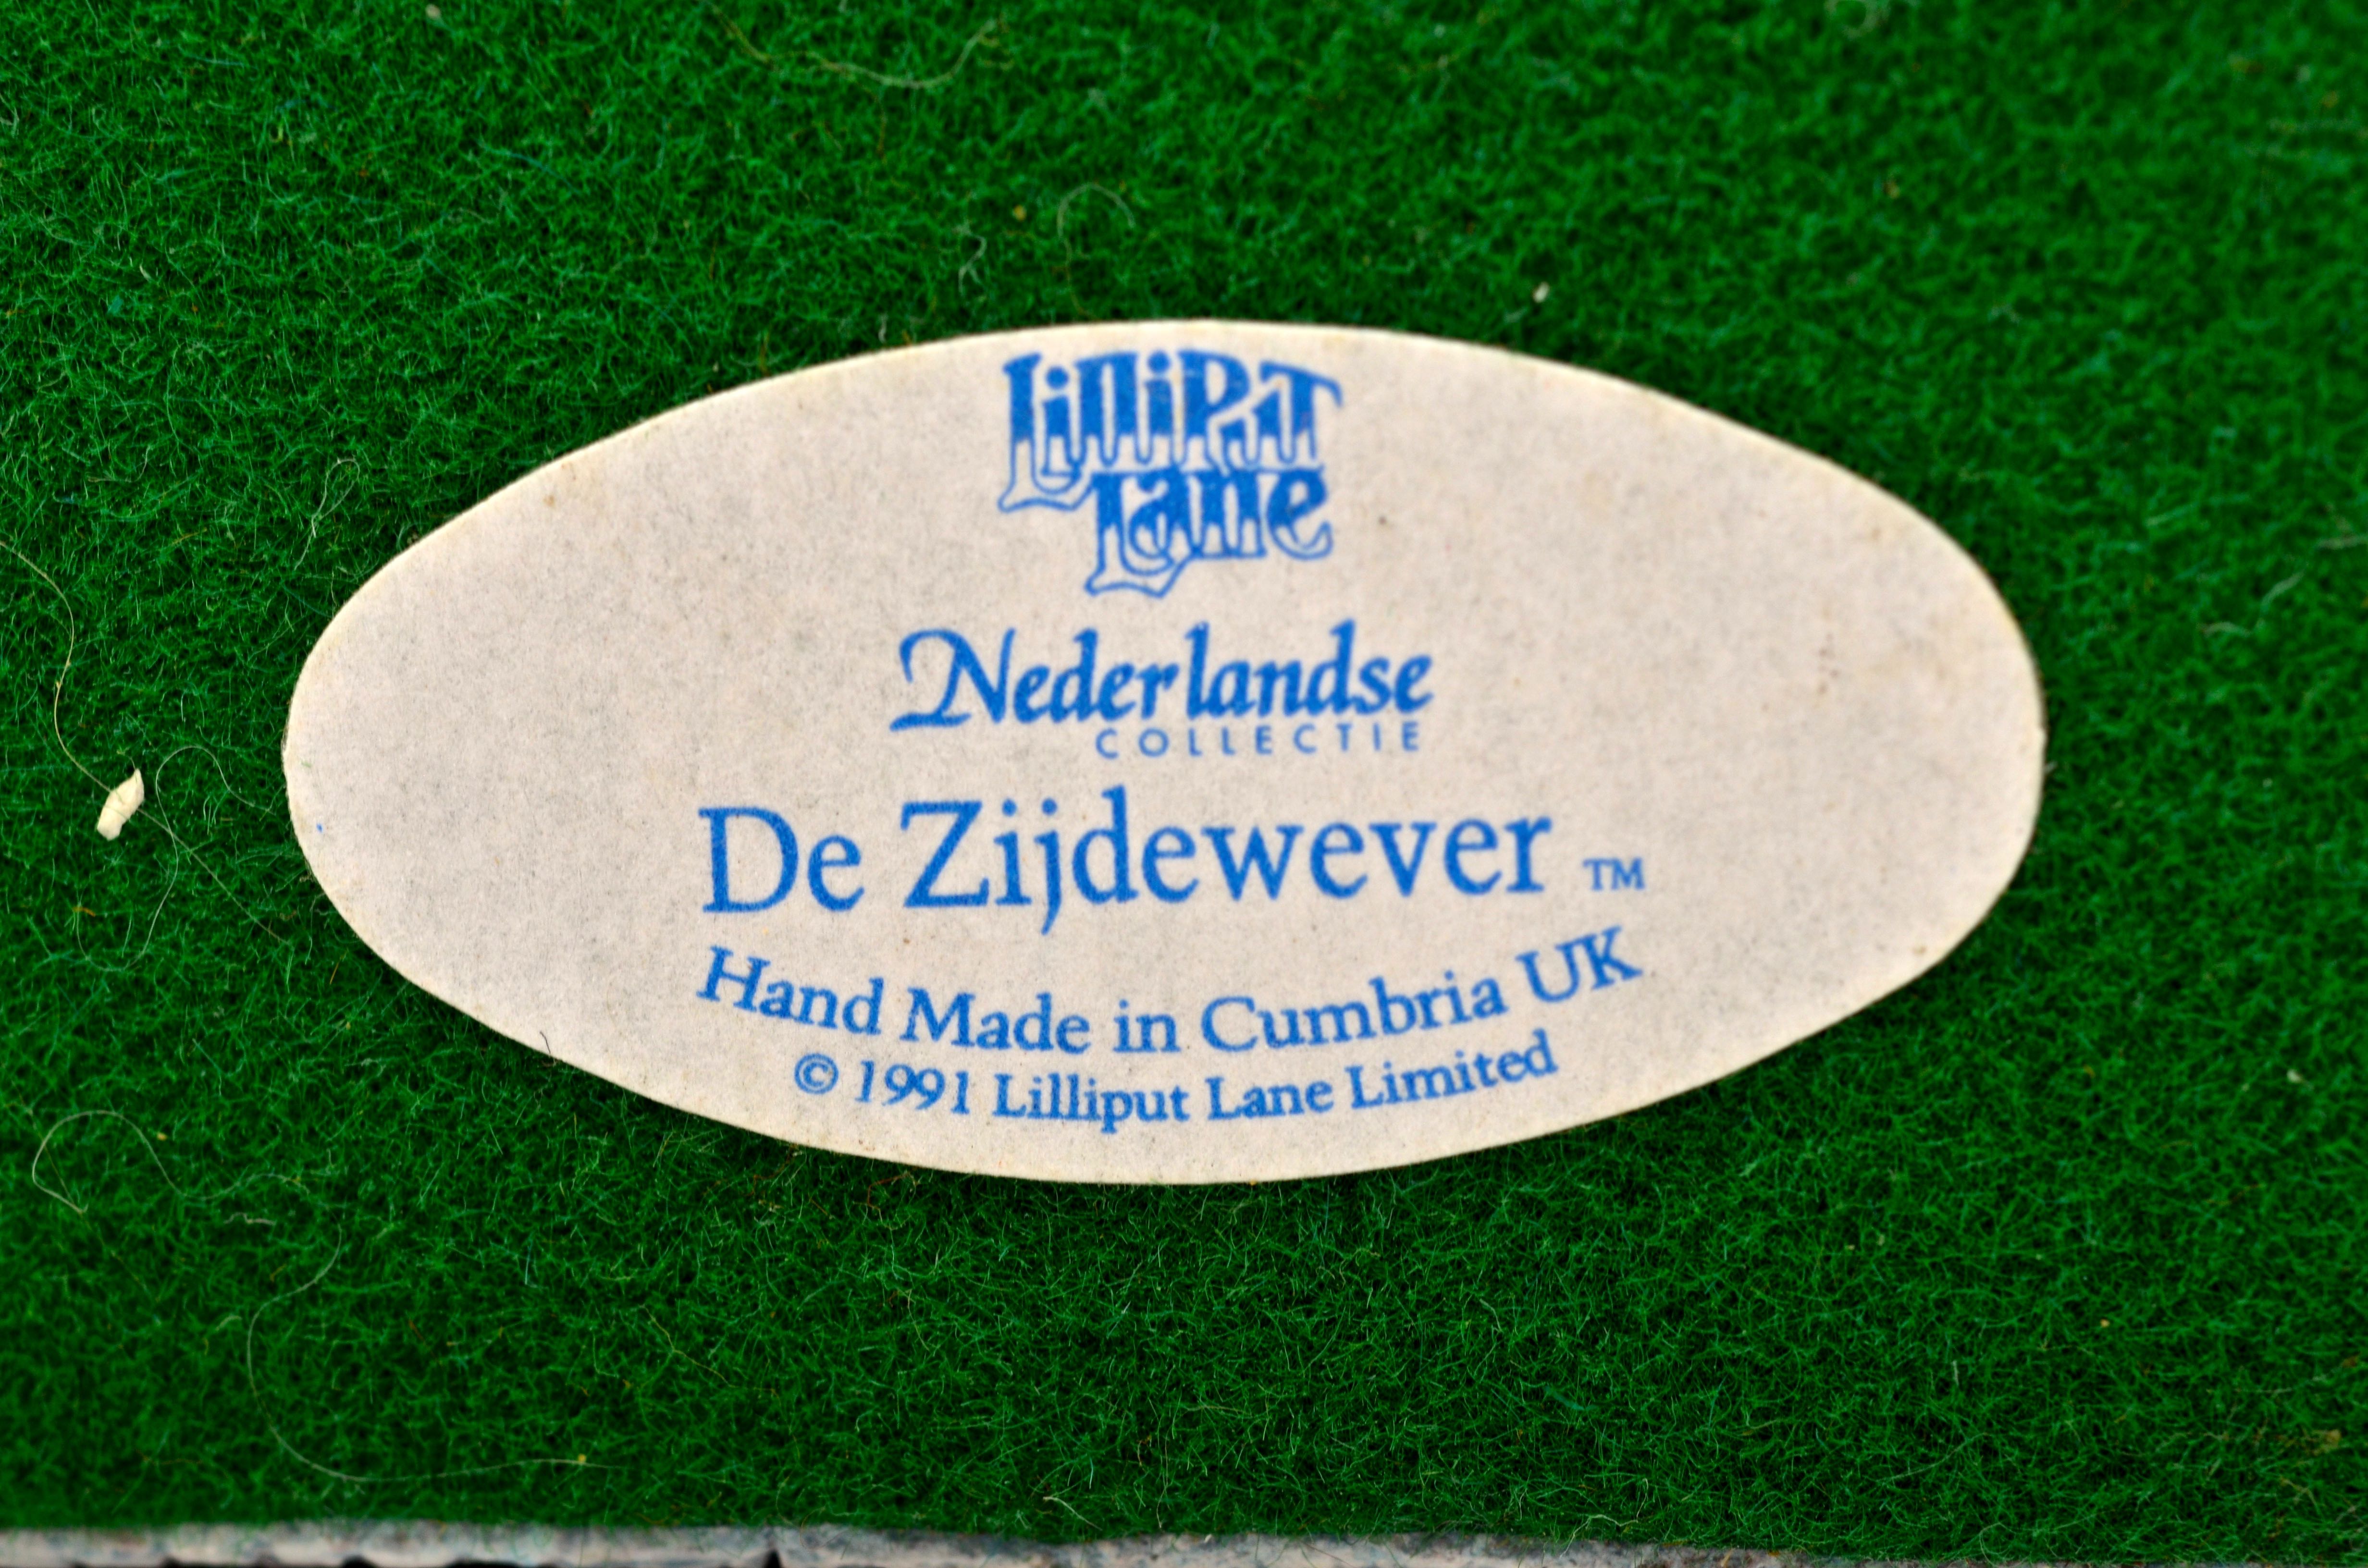 Lilliput
Lane
Nederlandse
COLLECTIE
De Zijdewever TM
Hand Made in Cumbria UK
© 1991 Lilliput Lane Limited